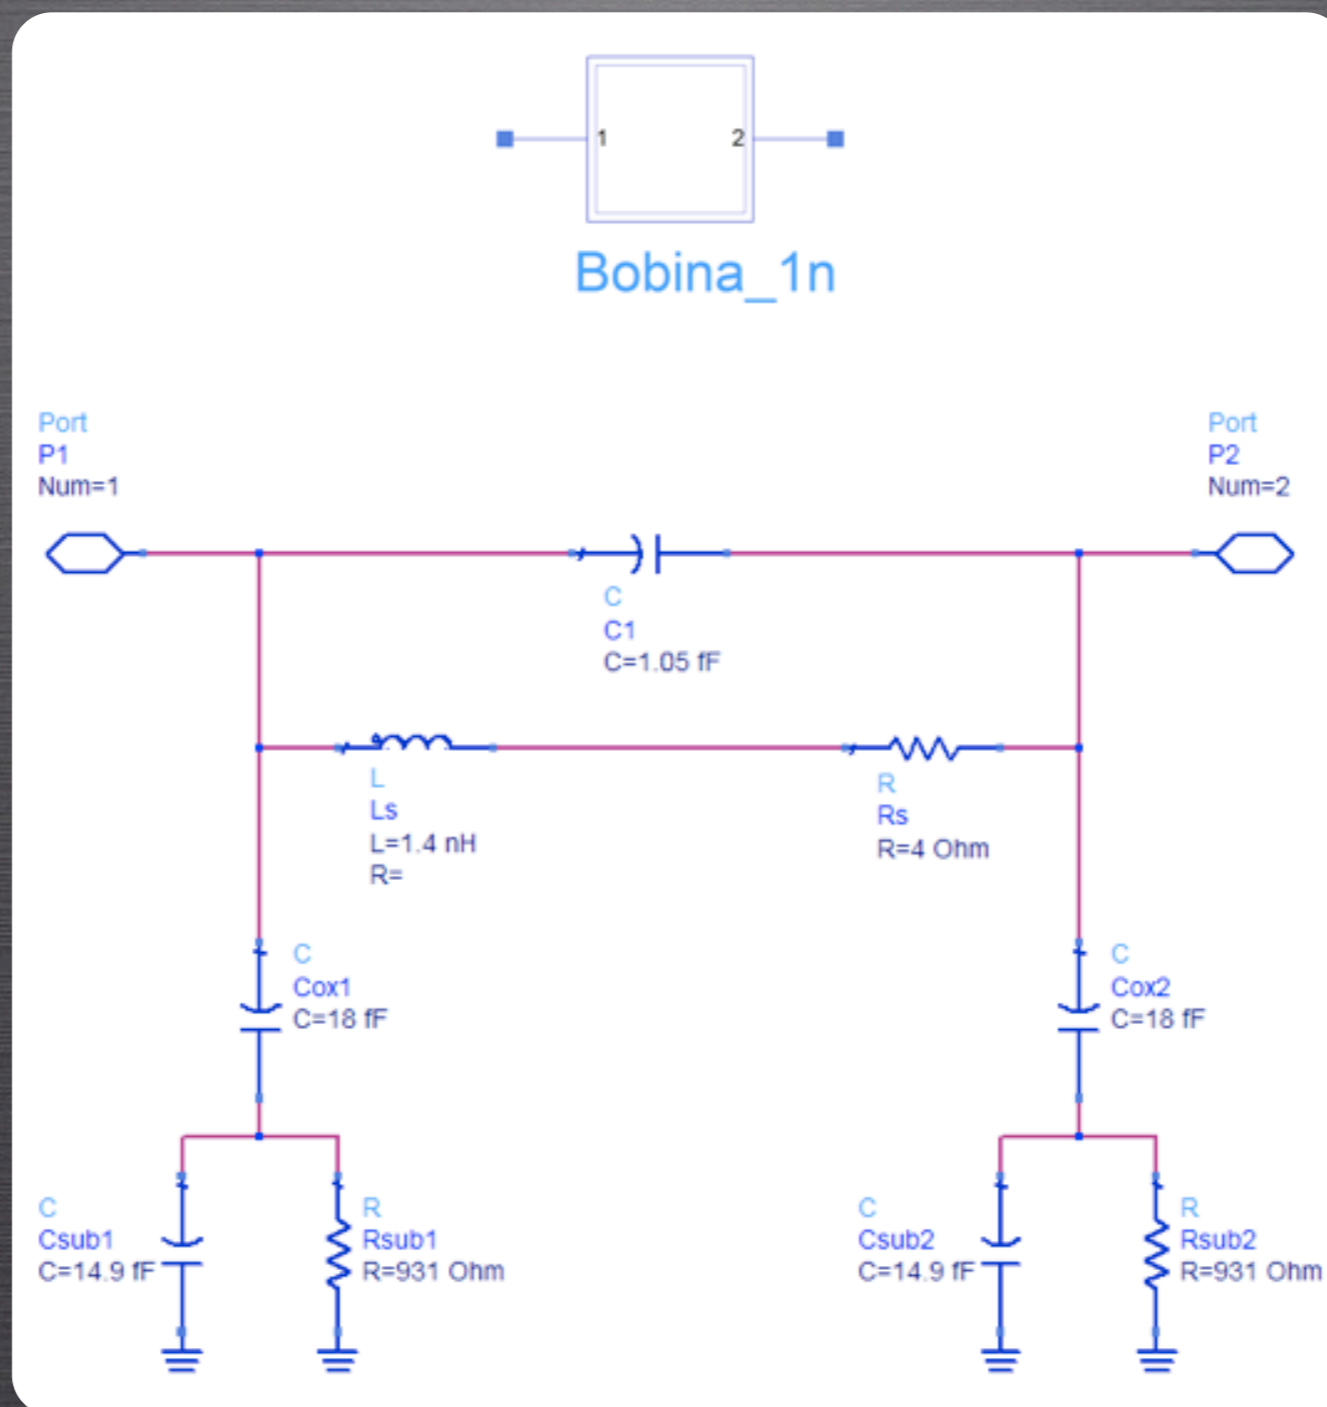 1 2
Bobina_1n
Port
P1
Num=1
Port
P2
Num=2
C
C1
C=1.05 fF
L
Ls
L=1.4 nH
R=
R
Rs
R=4 Ohm
C
Cox1
C=18 fF
C
Cox2
C=18 fF
C
Csub1
C=14.9 fF
R
Rsub1
R=931 Ohm
C
Csub2
C=14.9 fF
R
Rsub2
R=931 Ohm